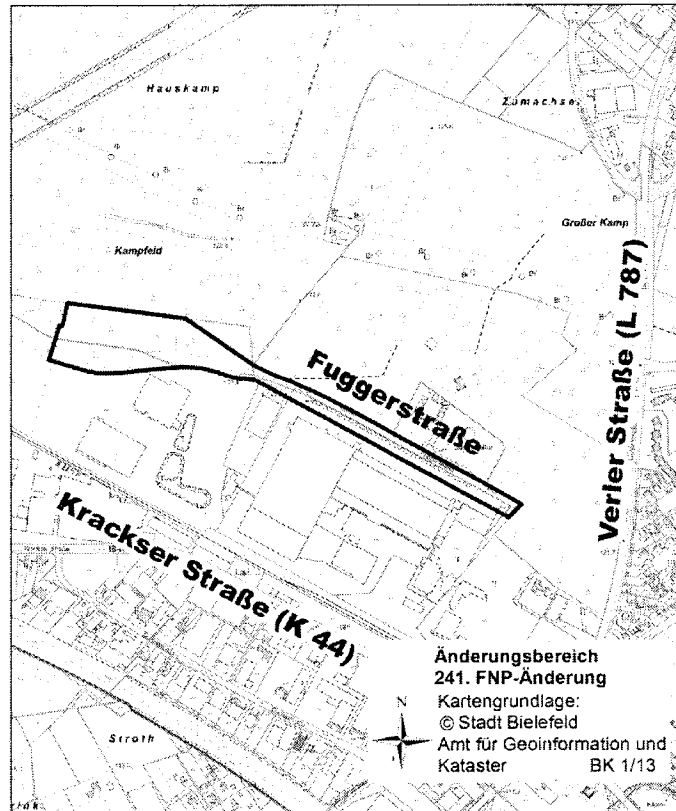 Hauskamp
Großer Kamp
Kampfeld
Verler Straße (L 787)
Fuggerstraße
Krackser Straße (K 44)
Änderungsbereich
241. FNP-Änderung
N
Kartengrundlage:
© Stadt Bielefeld
Amt für Geoinformation und
Kataster BK 1/13
Stroth